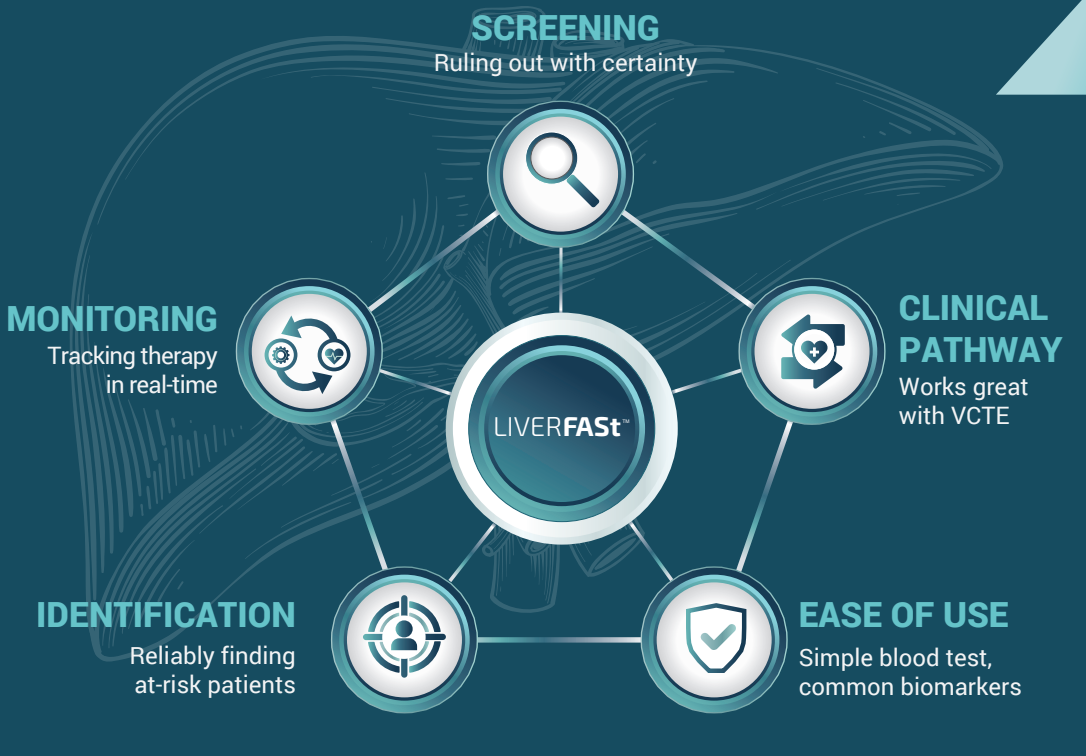 SCREENING
Ruling out with certainty
MONITORING
Tracking therapy
in real-time
CLINICAL
PATHWAY
Works great
with VCTE
LIVERFASt™
IDENTIFICATION
Reliably finding
at-risk patients
EASE OF USE
Simple blood test,
common biomarkers